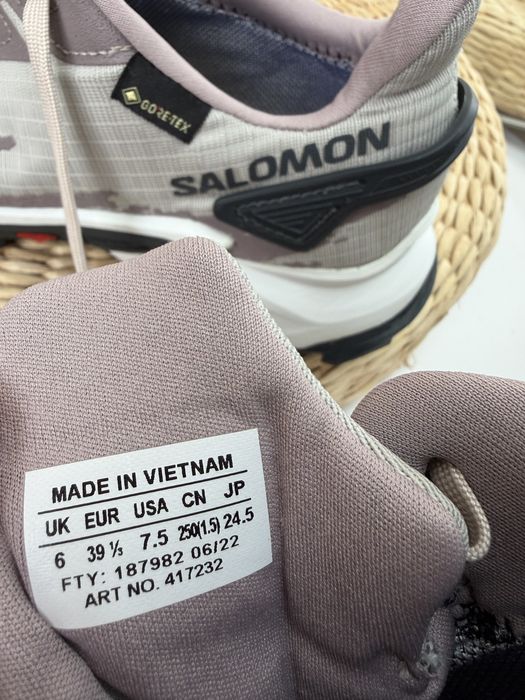 GORE-TEX
SALOMON
MADE IN VIETNAM
UK EUR USA CN JP
6 39 ⅓ 7.5 250(1.5) 24.5
FTY: 187982 06/22
ART NO. 417232